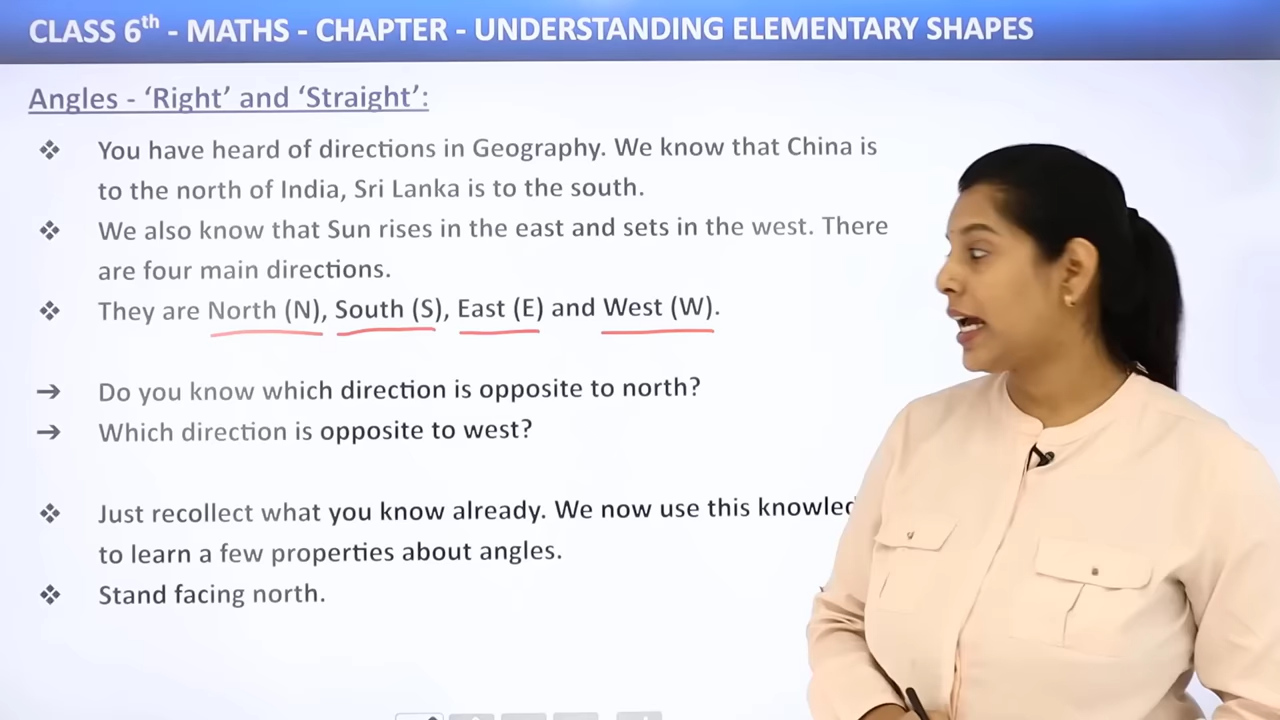 CLASS 6th - MATHS - CHAPTER - UNDERSTANDING ELEMENTARY SHAPES
Angles - ‘Right’ and ‘Straight’:
❖ You have heard of directions in Geography. We know that China is
to the north of India, Sri Lanka is to the south.
❖ We also know that Sun rises in the east and sets in the west. There
are four main directions.
❖ They are North (N), South (S), East (E) and West (W).
→ Do you know which direction is opposite to north?
→ Which direction is opposite to west?
❖ Just recollect what you know already. We now use this
to learn a few properties about angles.
❖ Stand facing north.